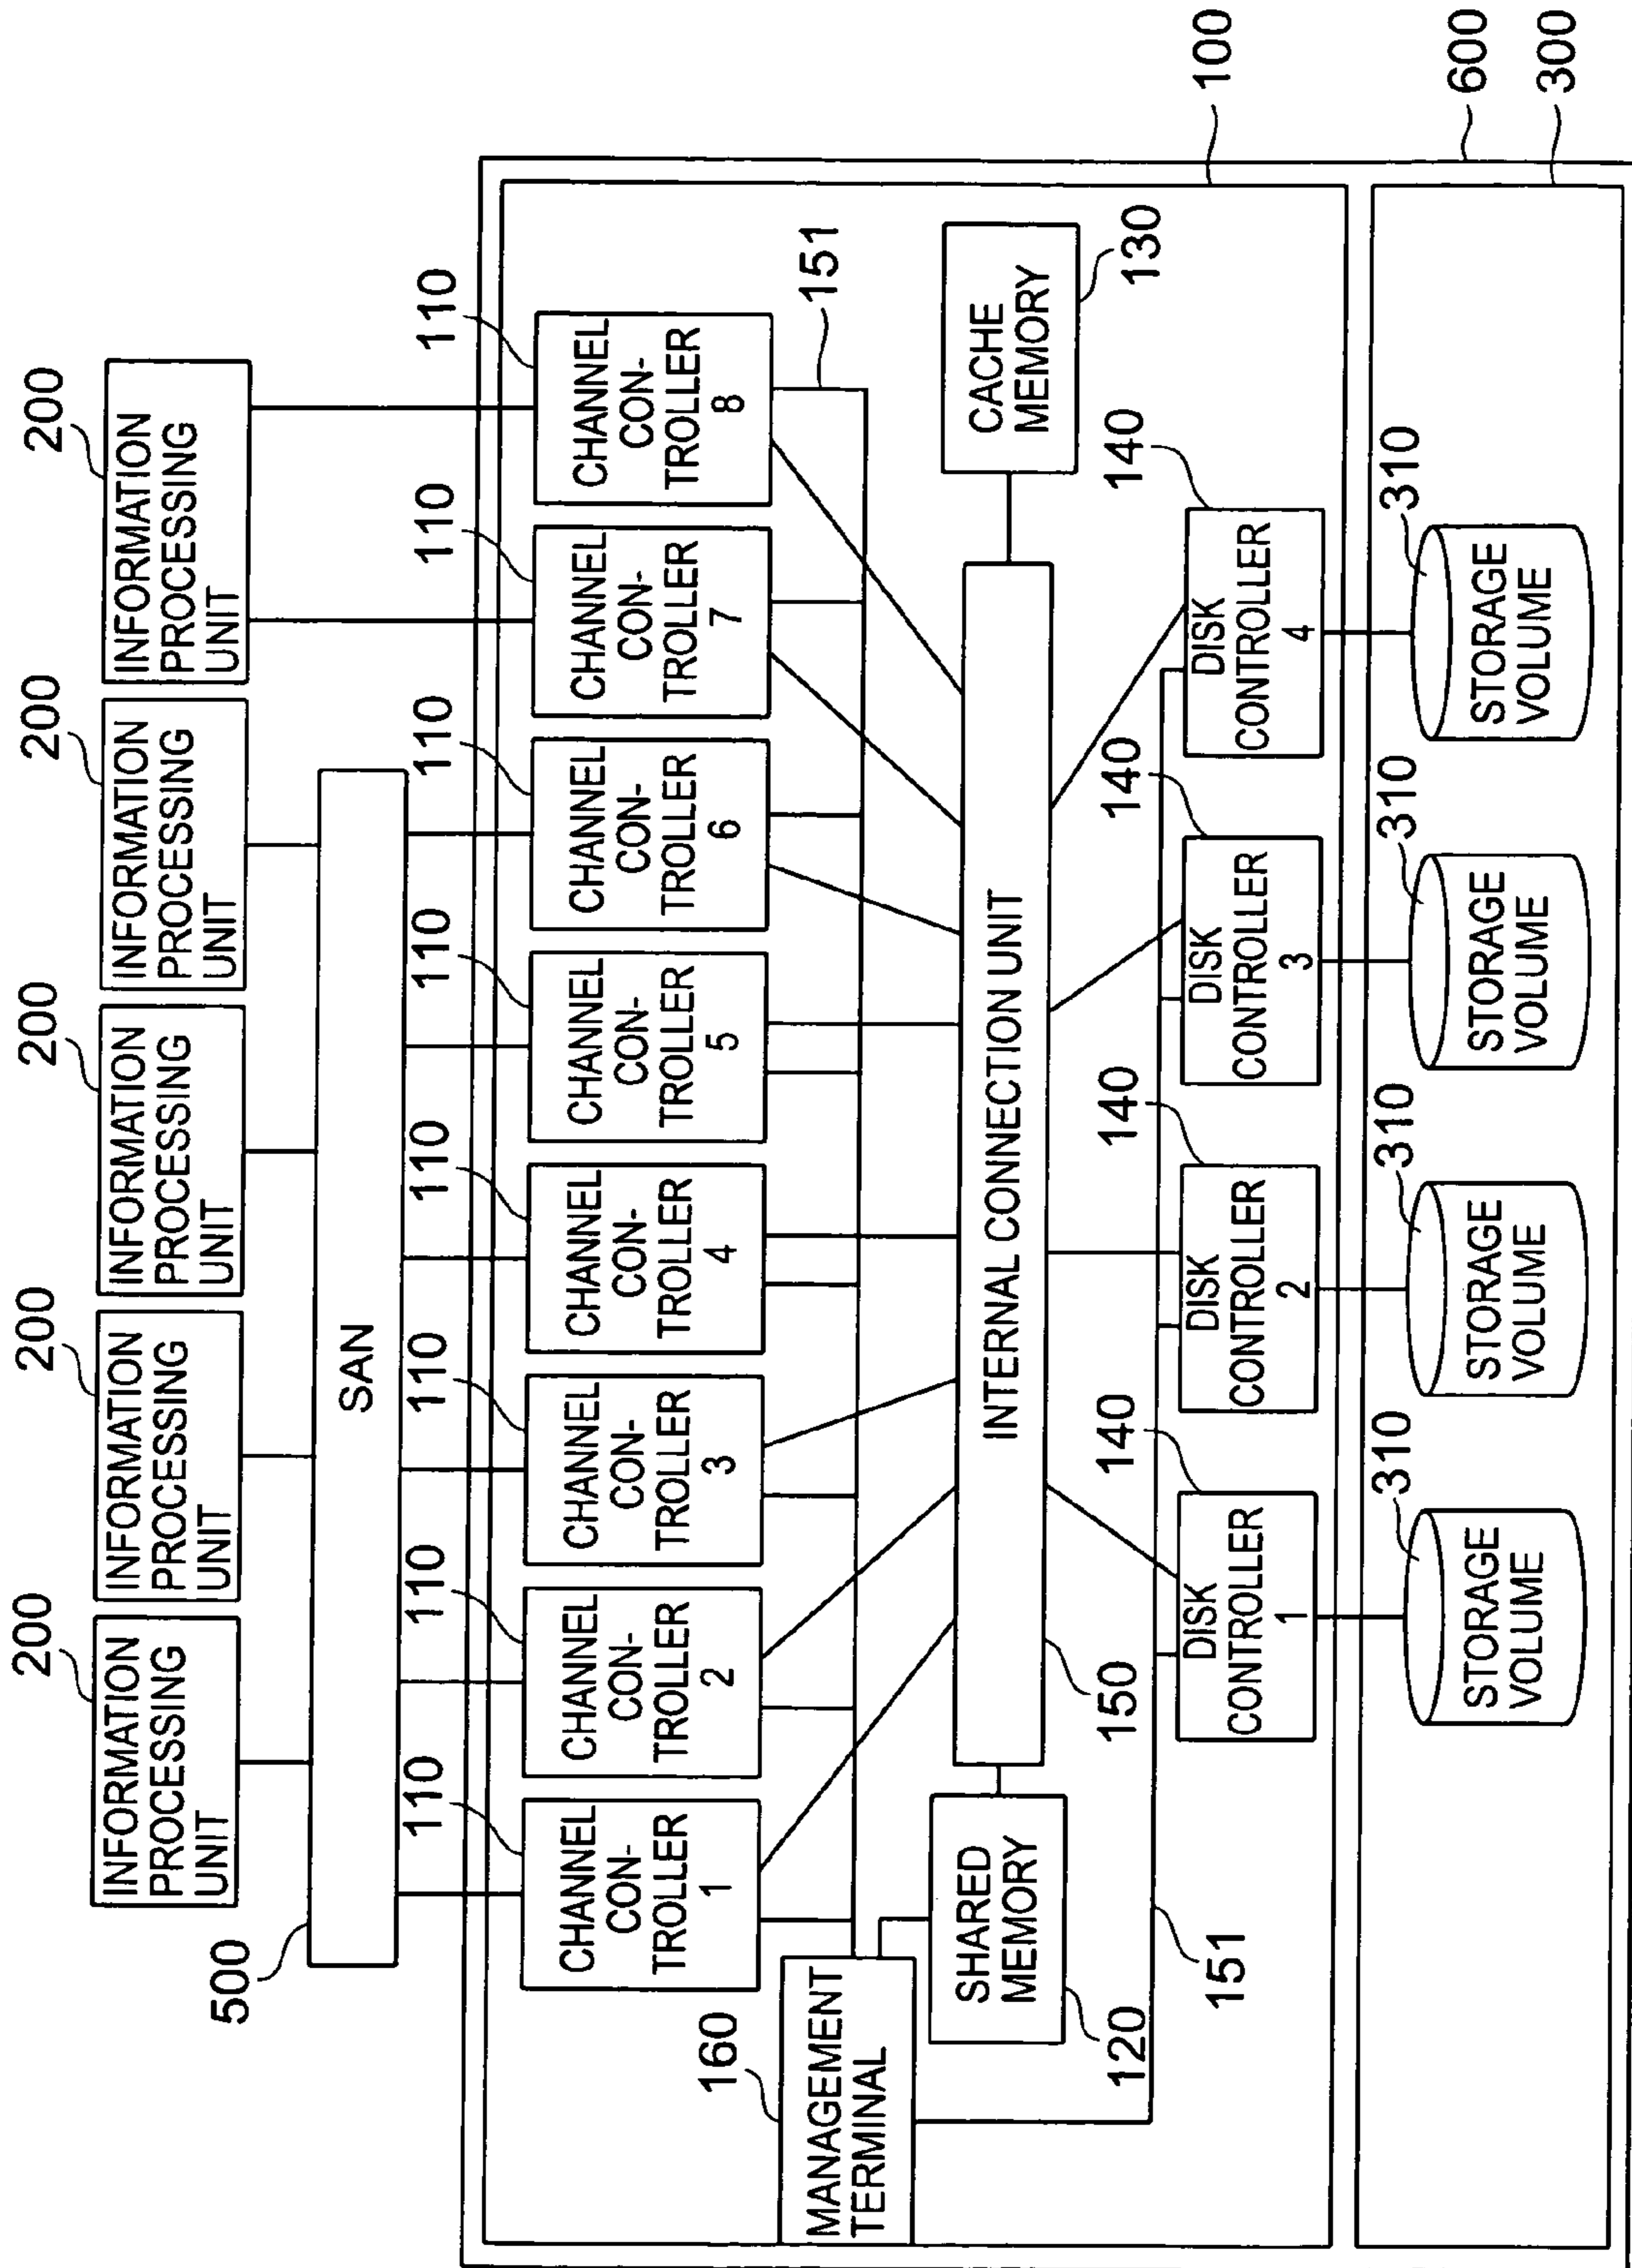 200
200
200
200
200
INFORMATION
PROCESSING
UNIT
INFORMATION
PROCESSING
UNIT
INFORMATION
PROCESSING
UNIT
INFORMATION
PROCESSING
UNIT
INFORMATION
PROCESSING
UNIT
500
SAN
110
110
110
110
110
110
110
110
CHANNEL
CON-
TROLLER
1
CHANNEL
CON-
TROLLER
2
CHANNEL
CON-
TROLLER
3
CHANNEL
CON-
TROLLER
4
CHANNEL
CON-
TROLLER
5
CHANNEL
CON-
TROLLER
6
CHANNEL
CON-
TROLLER
7
CHANNEL
CON-
TROLLER
8
160
151
MANAGEMENT
TERMINAL
SHARED
MEMORY
120
INTERNAL CONNECTION UNIT
150
CACHE
MEMORY
130
151
140
140
140
140
DISK
CONTROLLER
1
DISK
CONTROLLER
2
DISK
CONTROLLER
3
DISK
CONTROLLER
4
100
310
310
310
310
STORAGE
VOLUME
STORAGE
VOLUME
STORAGE
VOLUME
STORAGE
VOLUME
600
300